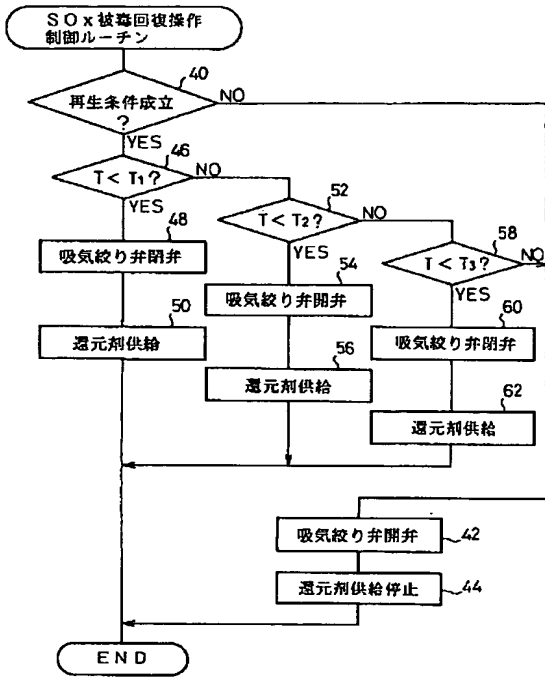 SOx被毒回復操作
制御ルーチン
40
再生条件成立
?
NO
YES
46
T<T₁?
NO
YES
52
T<T₂?
NO
YES
58
T<T₃?
NO
YES
48
吸気絞り弁閉弁
54
吸気絞り弁開弁
60
吸気絞り弁閉弁
50
還元剤供給
56
還元剤供給
62
還元剤供給
吸気絞り弁開弁
42
還元剤供給停止
44
END